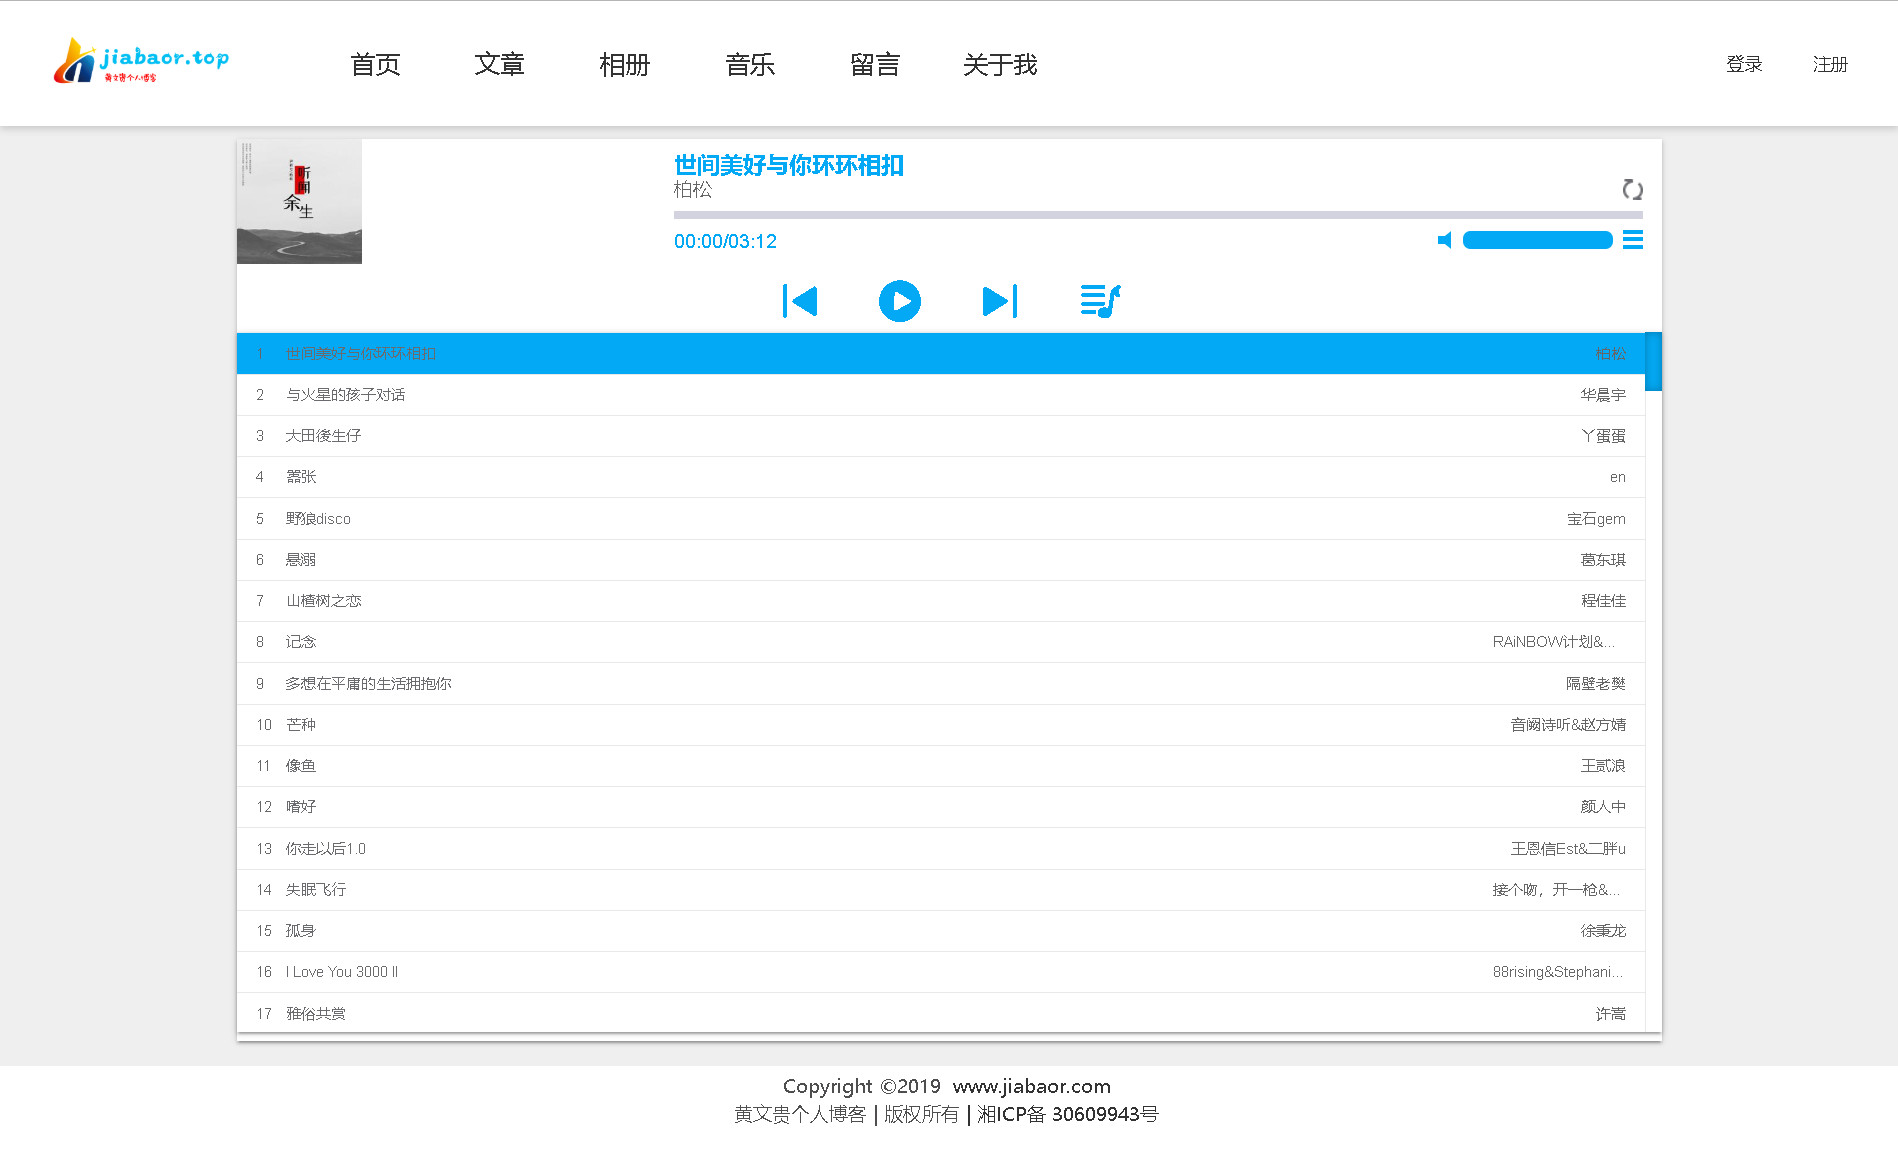 jiabaor.top
黄文贵个人博客
首页 文章 相册 音乐 留言 关于我 登录 注册
听闻
余生
世间美好与你环环相扣
柏松
00:00/03:12
1 世间美好与你环环相扣 柏松
2 与火星的孩子对话 华晨宇
3 大田後生仔 丫蛋蛋
4 嚣张 en
5 野狼disco 宝石gem
6 悬溺 葛东琪
7 山楂树之恋 程佳佳
8 记念 RAiNBOW计划&...
9 多想在平庸的生活拥抱你 隔壁老樊
10 芒种 音阙诗听&赵方婧
11 像鱼 王贰浪
12 嗜好 颜人中
13 你走以后1.0 王恩信Est&二胖u
14 失眠飞行 接个吻，开一枪&...
15 孤身 徐秉龙
16 I Love You 3000 II 88rising&Stephani...
17 雅俗共赏 许嵩
Copyright ©2019 www.jiabaor.com
黄文贵个人博客 | 版权所有 | 湘ICP备 30609943号